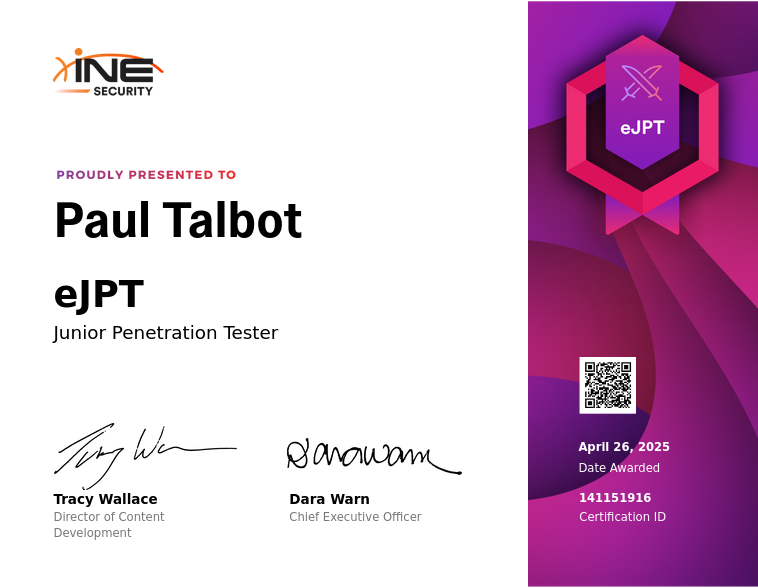 iNE
SECURITY
PROUDLY PRESENTED TO
Paul Talbot
eJPT
Junior Penetration Tester
Tracy Wallace
Director of Content
Development
Dara Warn
Chief Executive Officer
eJPT
April 26, 2025
Date Awarded
141151916
Certification ID